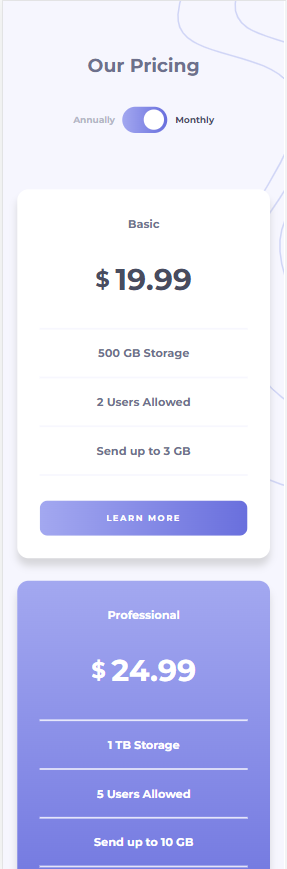 Our Pricing
Annually Monthly
Basic
$ 19.99
500 GB Storage
2 Users Allowed
Send up to 3 GB
LEARN MORE
Professional
$ 24.99
1 TB Storage
5 Users Allowed
Send up to 10 GB